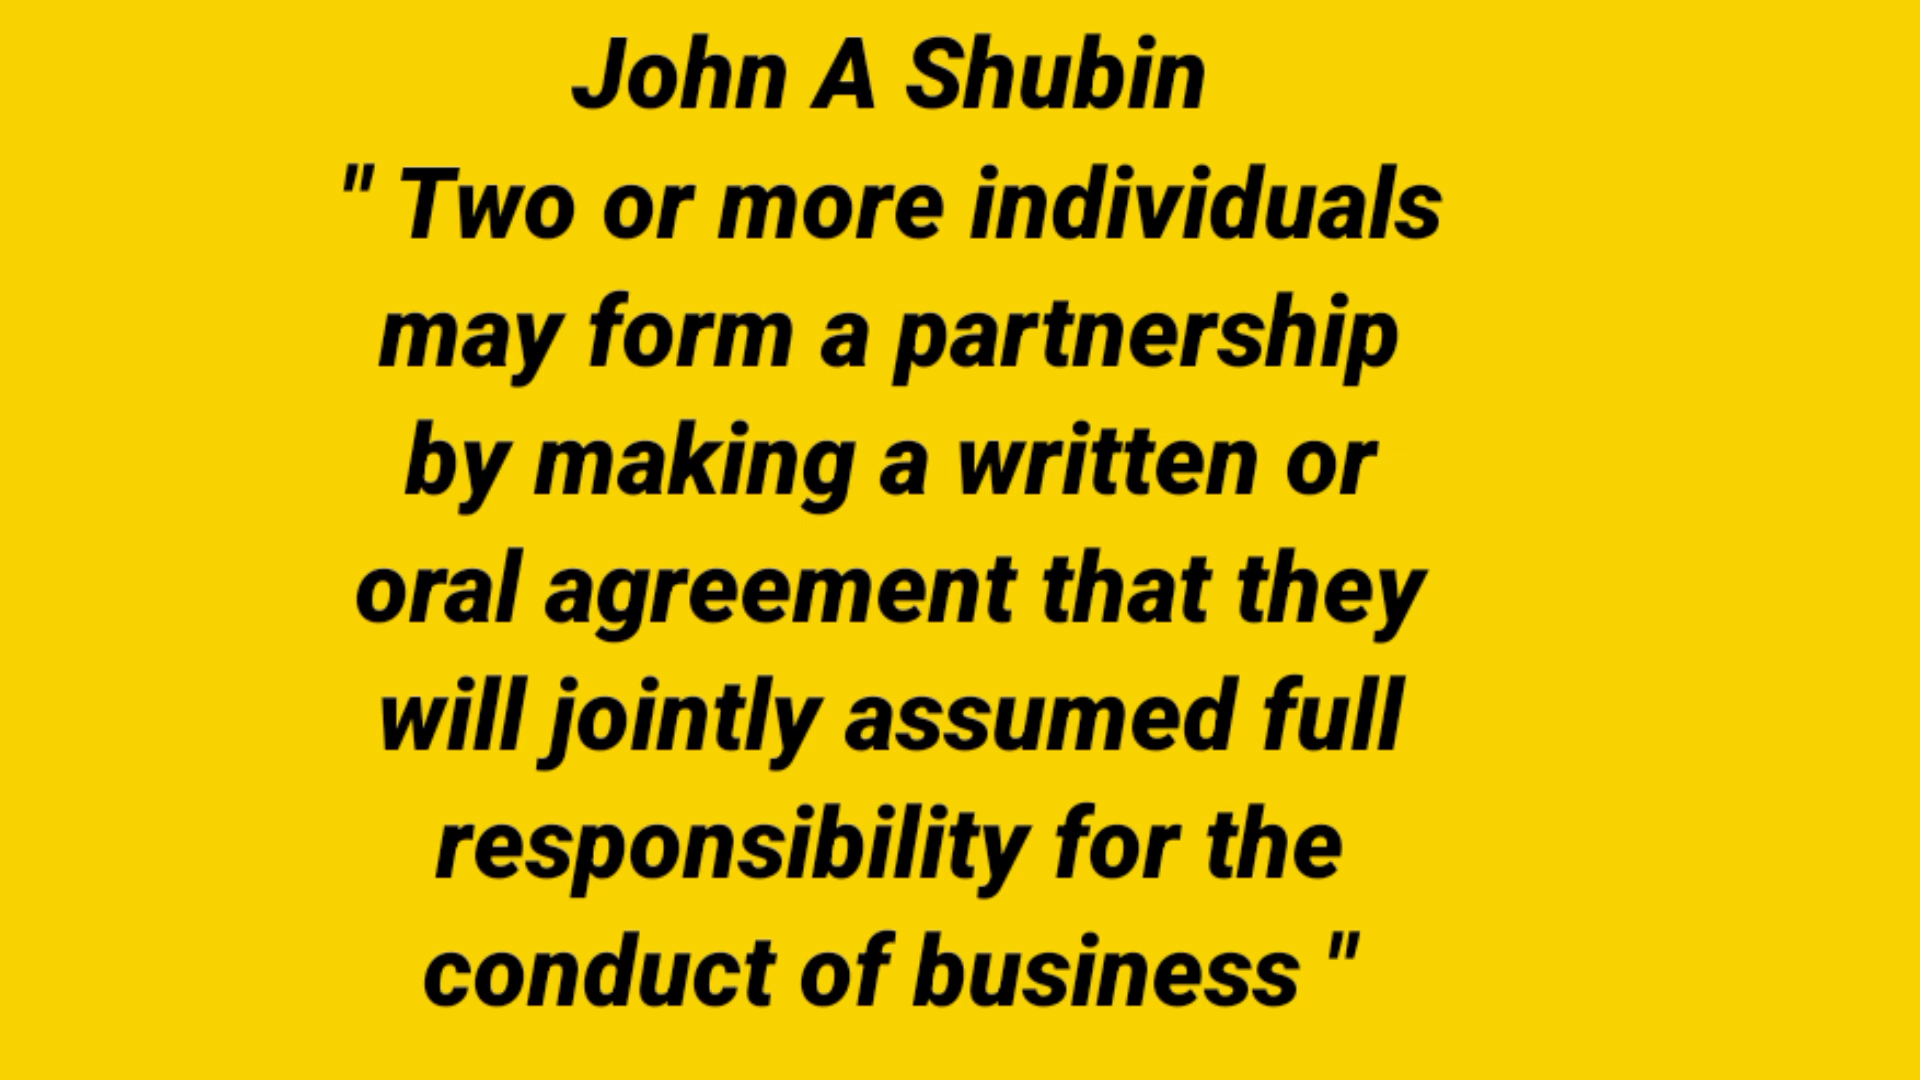 John A Shubin
" Two or more individuals
may form a partnership
by making a written or
oral agreement that they
will jointly assumed full
responsibility for the
conduct of business "